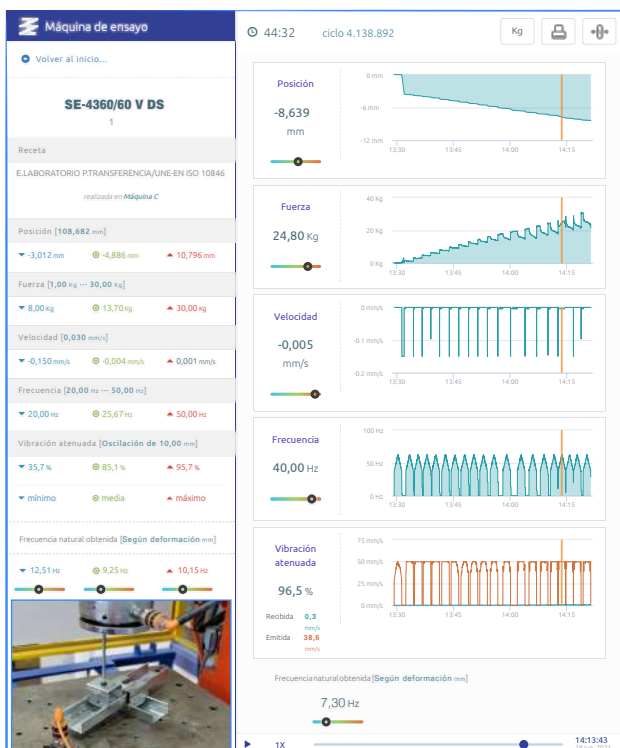 Máquina de ensayo
Volver al inicio...
SE-4360/60 V DS
1
Receta
E.LABORATORIO P.TRANSFERENCIA/UNE-EN ISO 10846
realizada en Máquina C
Posición [108,682 mm]
-3,012 mm -4,886 mm 10,796 mm
Fuerza [1,00 Kg --- 30,00 Kg]
8,00 Kg 13,70 Kg 30,00 Kg
Velocidad [0,030 mm/s]
-0,150 mm/s -0,004 mm/s 0,001 mm/s
Frecuencia [20,00 Hz --- 50,00 Hz]
20,00 Hz 25,67 Hz 50,00 Hz
Vibración atenuada [Oscilación de 10,00 mm]
35,7 % 85,1 % 95,7 %
mínimo media máximo
Frecuencia natural obtenida [Según deformación mm]
12,51 Hz 9,25 Hz 10,15 Hz
44:32 ciclo 4.138.892 Kg
Posición
-8,639
mm
0 mm
-6 mm
-12 mm
13:30 13:45 14:00 14:15
Fuerza
24,80 Kg
40 Kg
20 Kg
0 Kg
13:30 13:45 14:00 14:15
Velocidad
-0,005
mm/s
0 mm/s
-0.1 mm/s
-0.2 mm/s
13:30 13:45 14:00 14:15
Frecuencia
40,00 Hz
100 Hz
50 Hz
0 Hz
13:30 13:45 14:00 14:15
Vibración
atenuada
96,5 %
Recibida 0,3
mm/s
Emitida 38,6
mm/s
75 mm/s
50 mm/s
25 mm/s
0 mm/s
13:30 13:45 14:00 14:15
Frecuencia natural obtenida [Según deformación mm]
7,30 Hz
1X
14:13:43